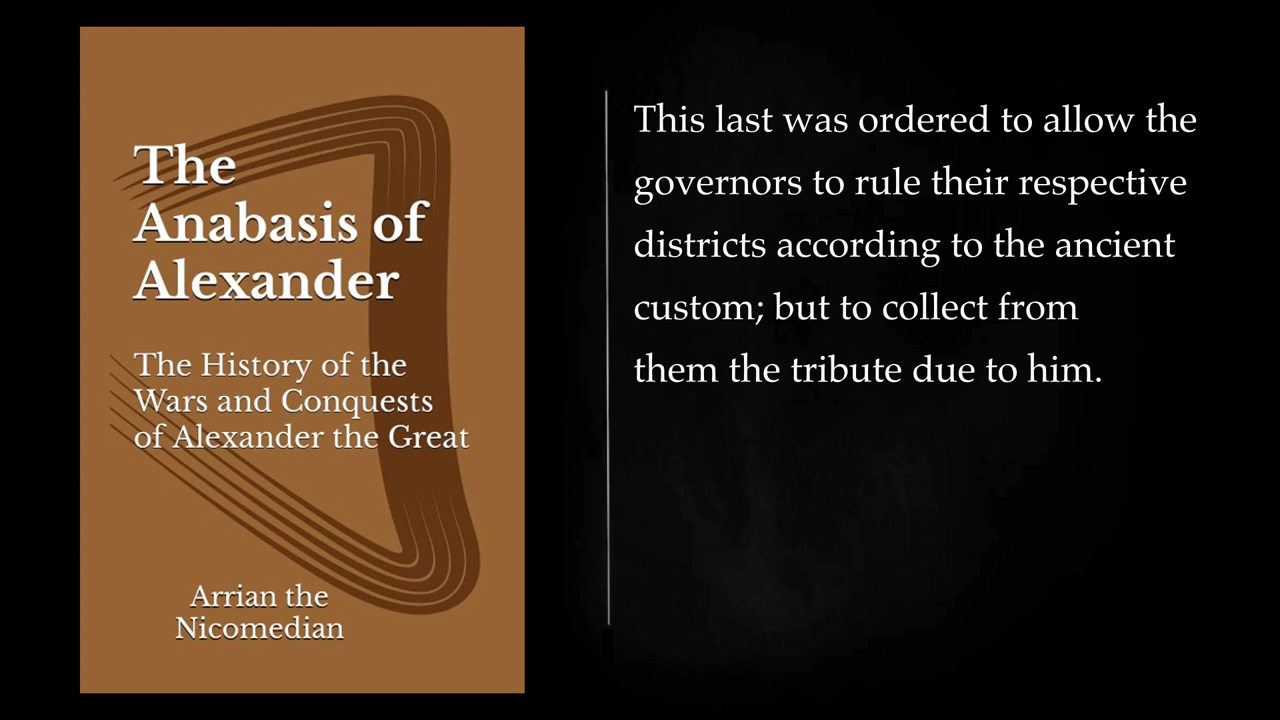 The
Anabasis of
Alexander
The History of the
Wars and Conquests
of Alexander the Great
Arrian the
Nicomedian
This last was ordered to allow the
governors to rule their respective
districts according to the ancient
custom; but to collect from
them the tribute due to him.